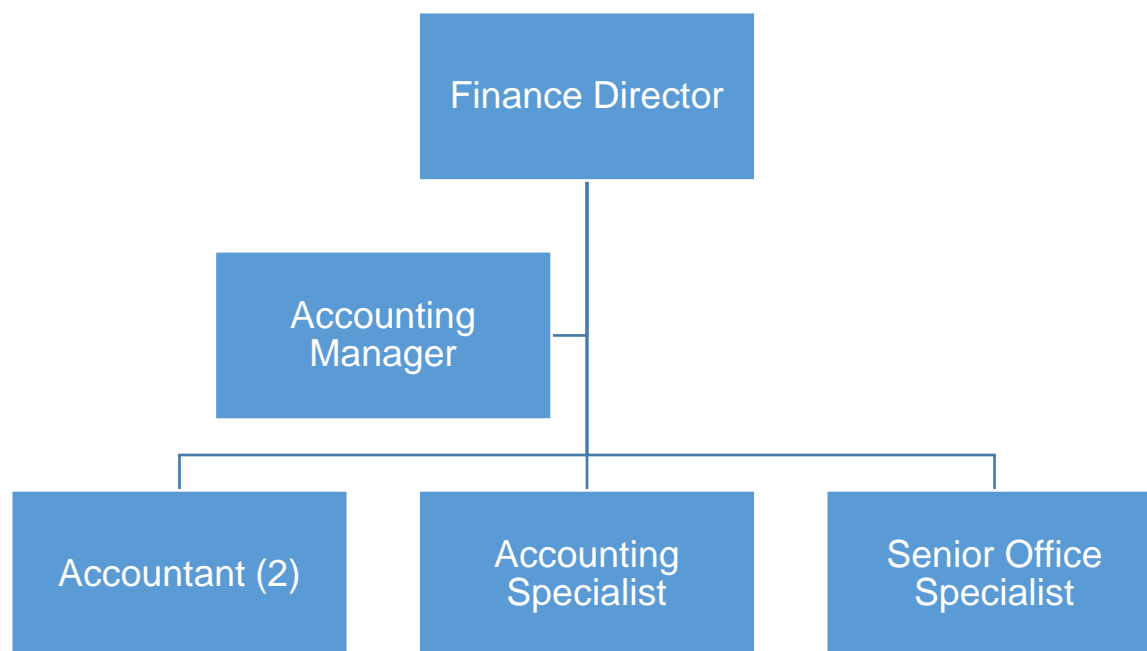 Finance Director
Accounting
Manager
Accountant (2)
Accounting
Specialist
Senior Office
Specialist